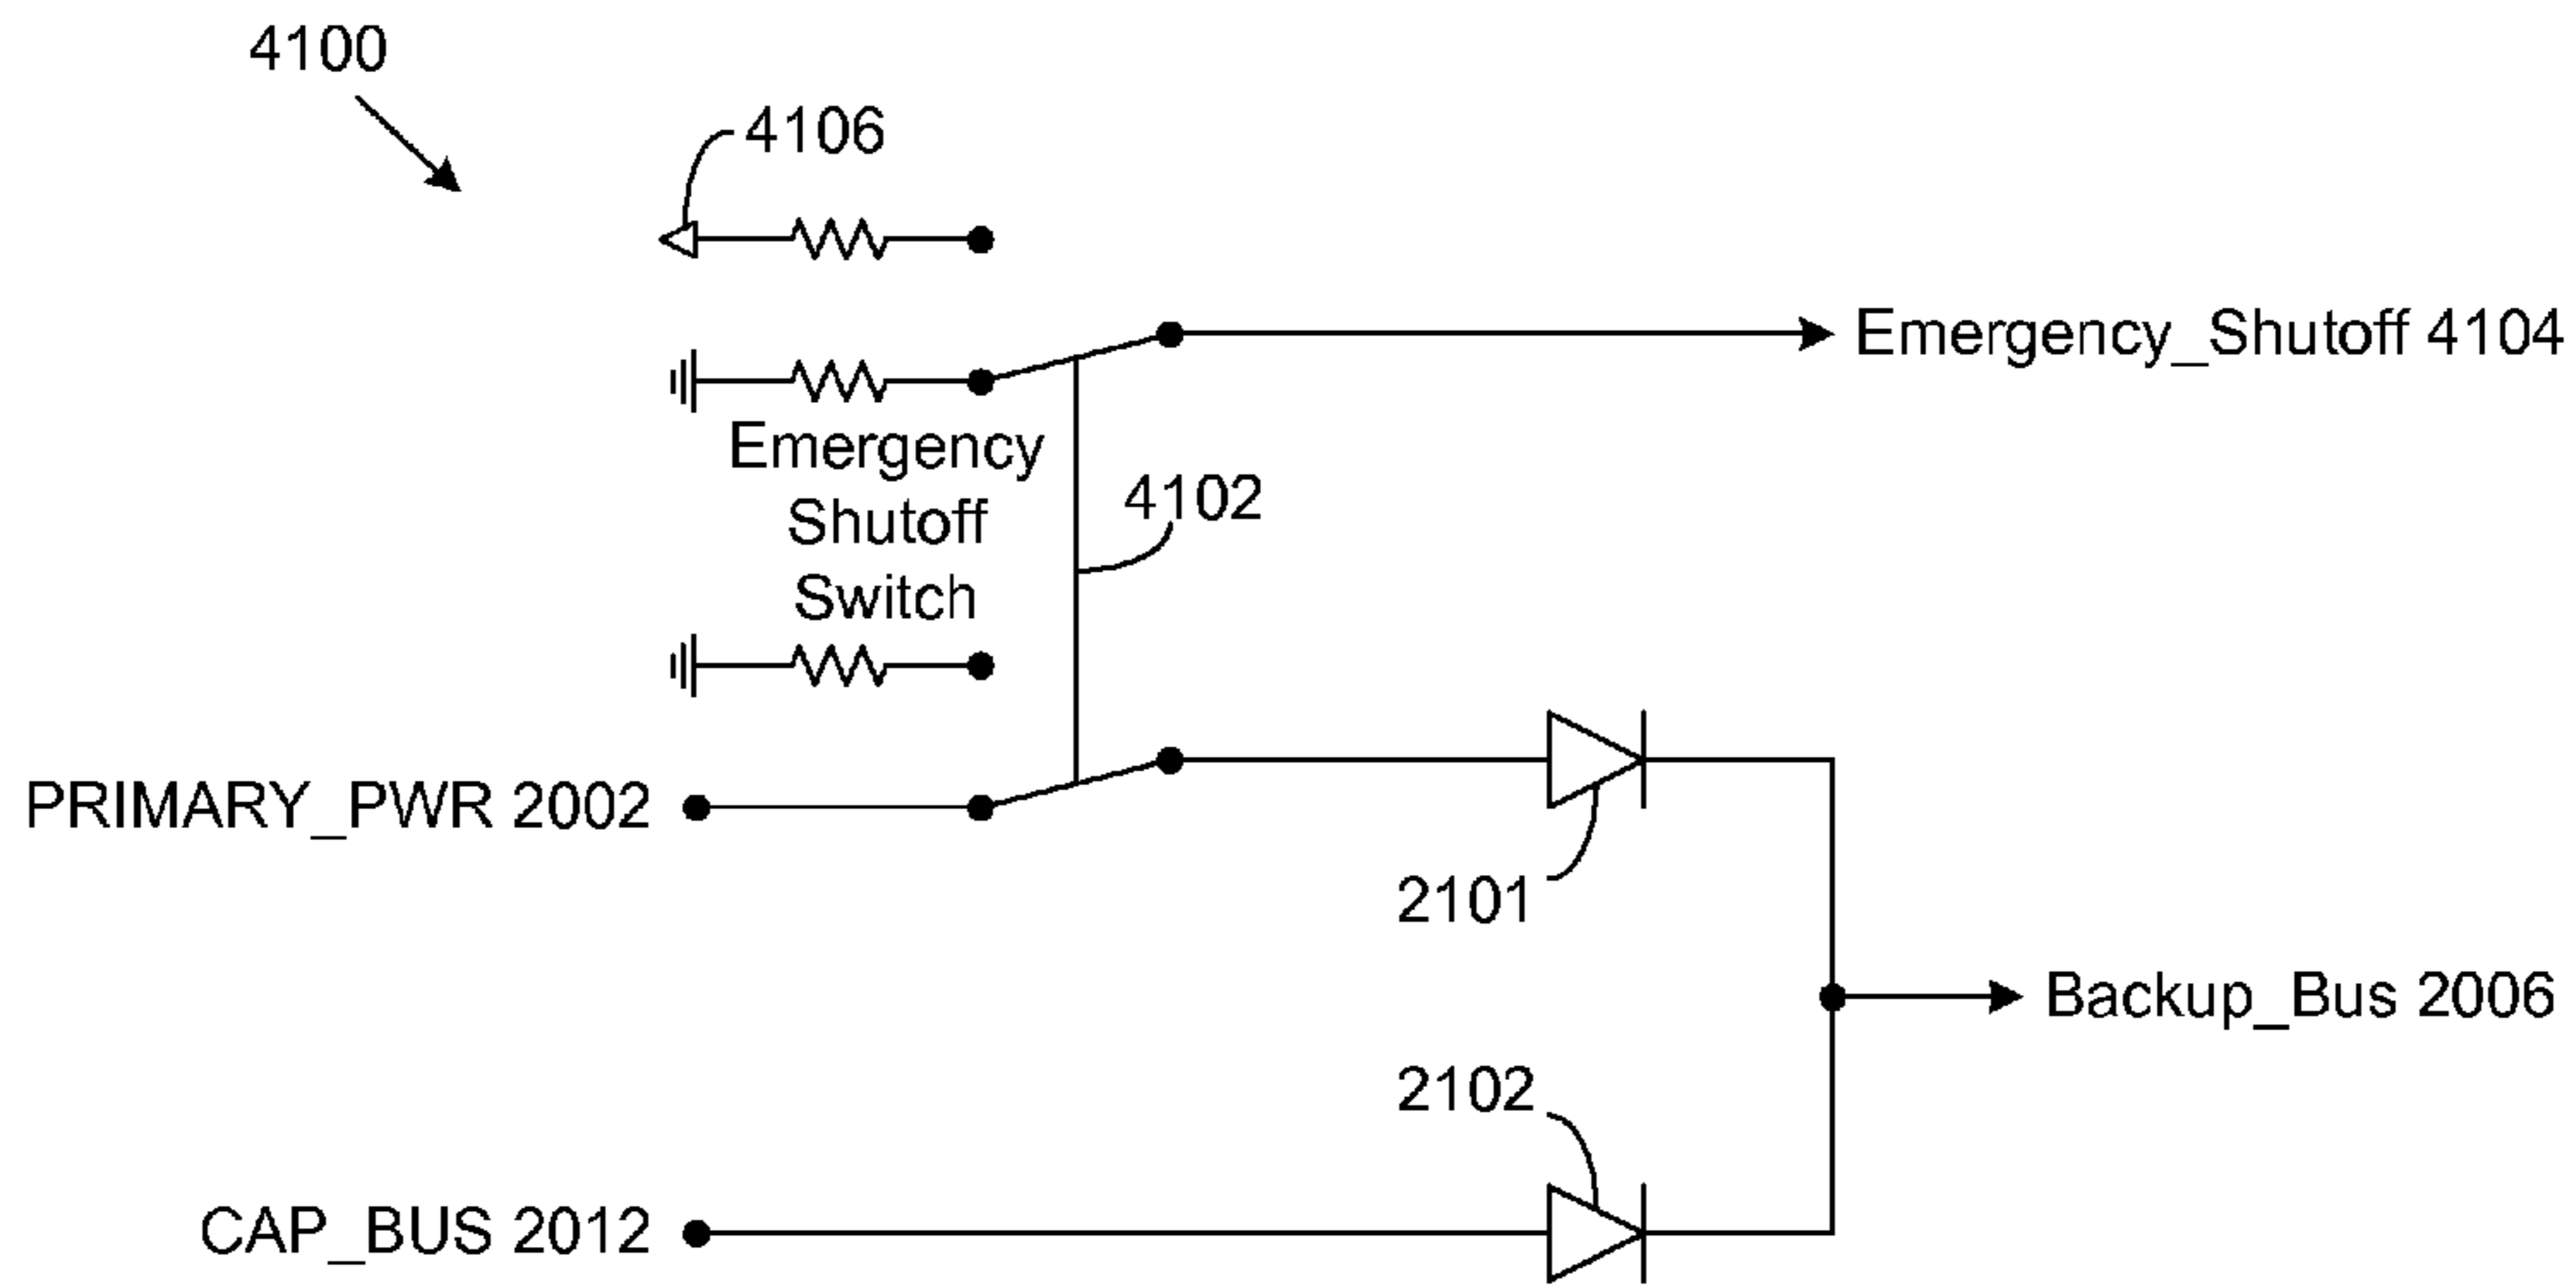 4100
4106
Emergency_Shutoff 4104
Emergency
Shutoff
Switch
4102
PRIMARY_PWR 2002
2101
Backup_Bus 2006
2102
CAP_BUS 2012